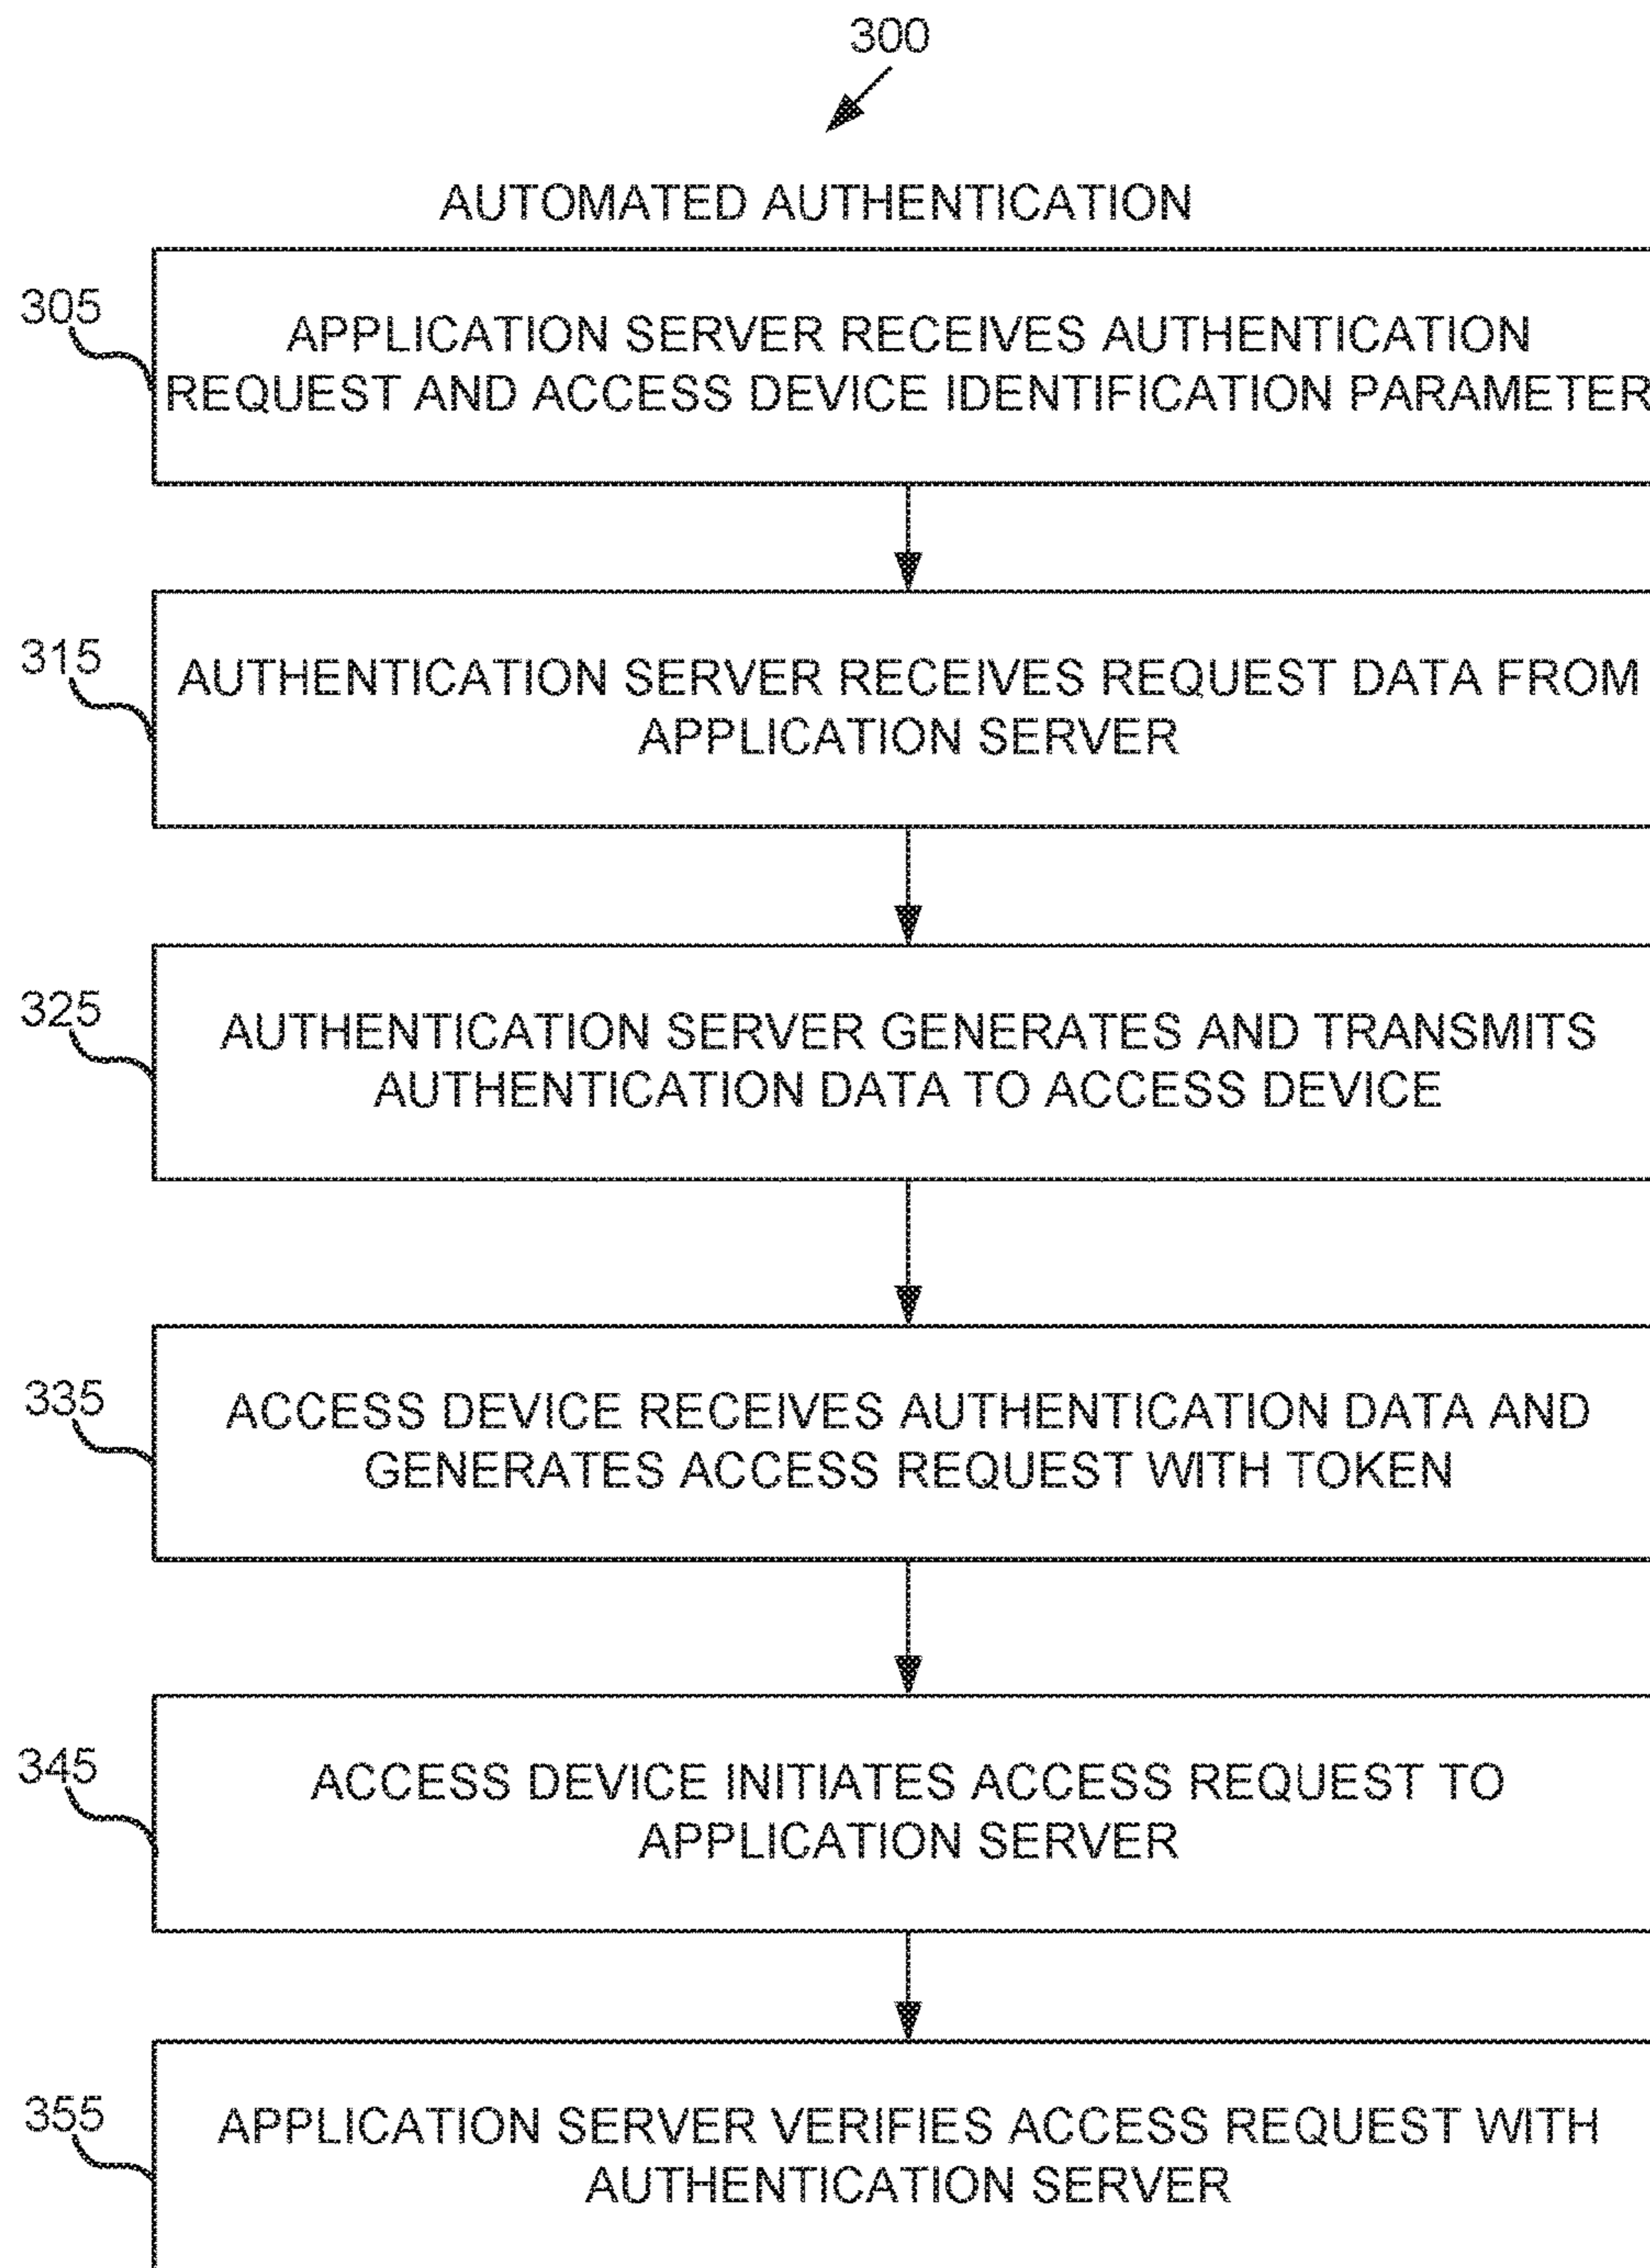 300
AUTOMATED AUTHENTICATION
305
APPLICATION SERVER RECEIVES AUTHENTICATION
REQUEST AND ACCESS DEVICE IDENTIFICATION PARAMETER
315
AUTHENTICATION SERVER RECEIVES REQUEST DATA FROM
APPLICATION SERVER
325
AUTHENTICATION SERVER GENERATES AND TRANSMITS
AUTHENTICATION DATA TO ACCESS DEVICE
335
ACCESS DEVICE RECEIVES AUTHENTICATION DATA AND
GENERATES ACCESS REQUEST WITH TOKEN
345
ACCESS DEVICE INITIATES ACCESS REQUEST TO
APPLICATION SERVER
355
APPLICATION SERVER VERIFIES ACCESS REQUEST WITH
AUTHENTICATION SERVER